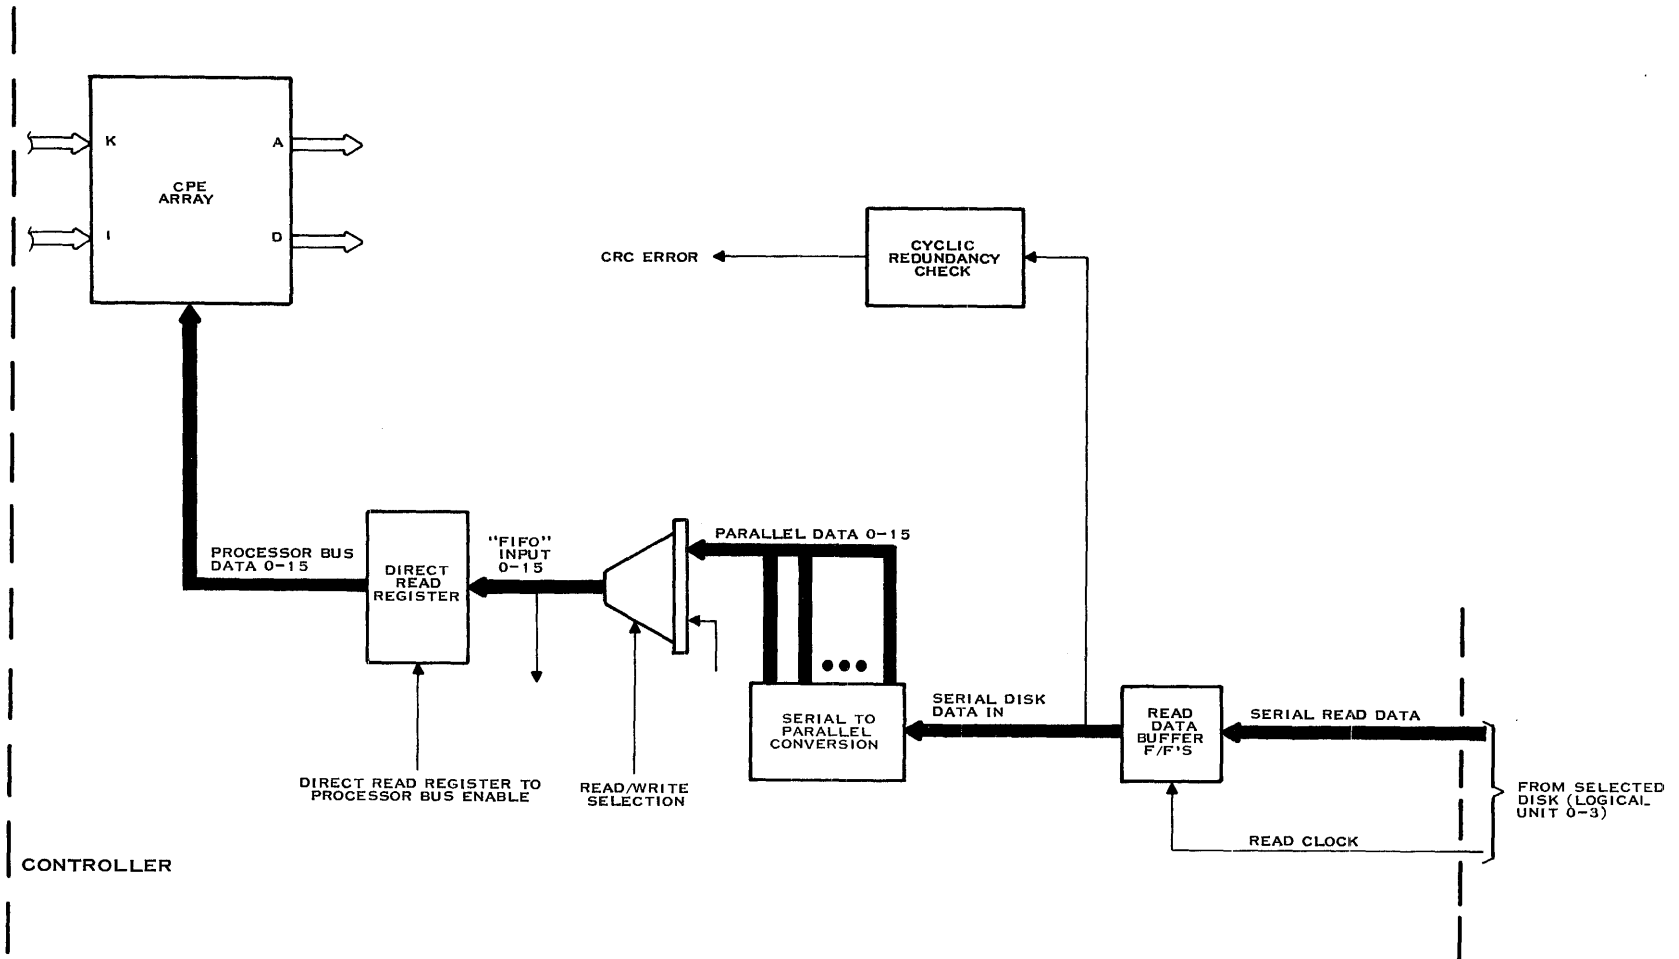 K
A
CPE
ARRAY
I
D
CRC ERROR
CYCLIC
REDUNDANCY
CHECK
PROCESSOR BUS
DATA 0-15
DIRECT
READ
REGISTER
"FIFO"
INPUT
0-15
PARALLEL DATA 0-15
SERIAL TO
PARALLEL
CONVERSION
SERIAL DISK
DATA IN
READ
DATA
BUFFER
F/F'S
SERIAL READ DATA
DIRECT READ REGISTER TO
PROCESSOR BUS ENABLE
READ/WRITE
SELECTION
FROM SELECTED
DISK (LOGICAL
UNIT 0-3)
READ CLOCK
CONTROLLER